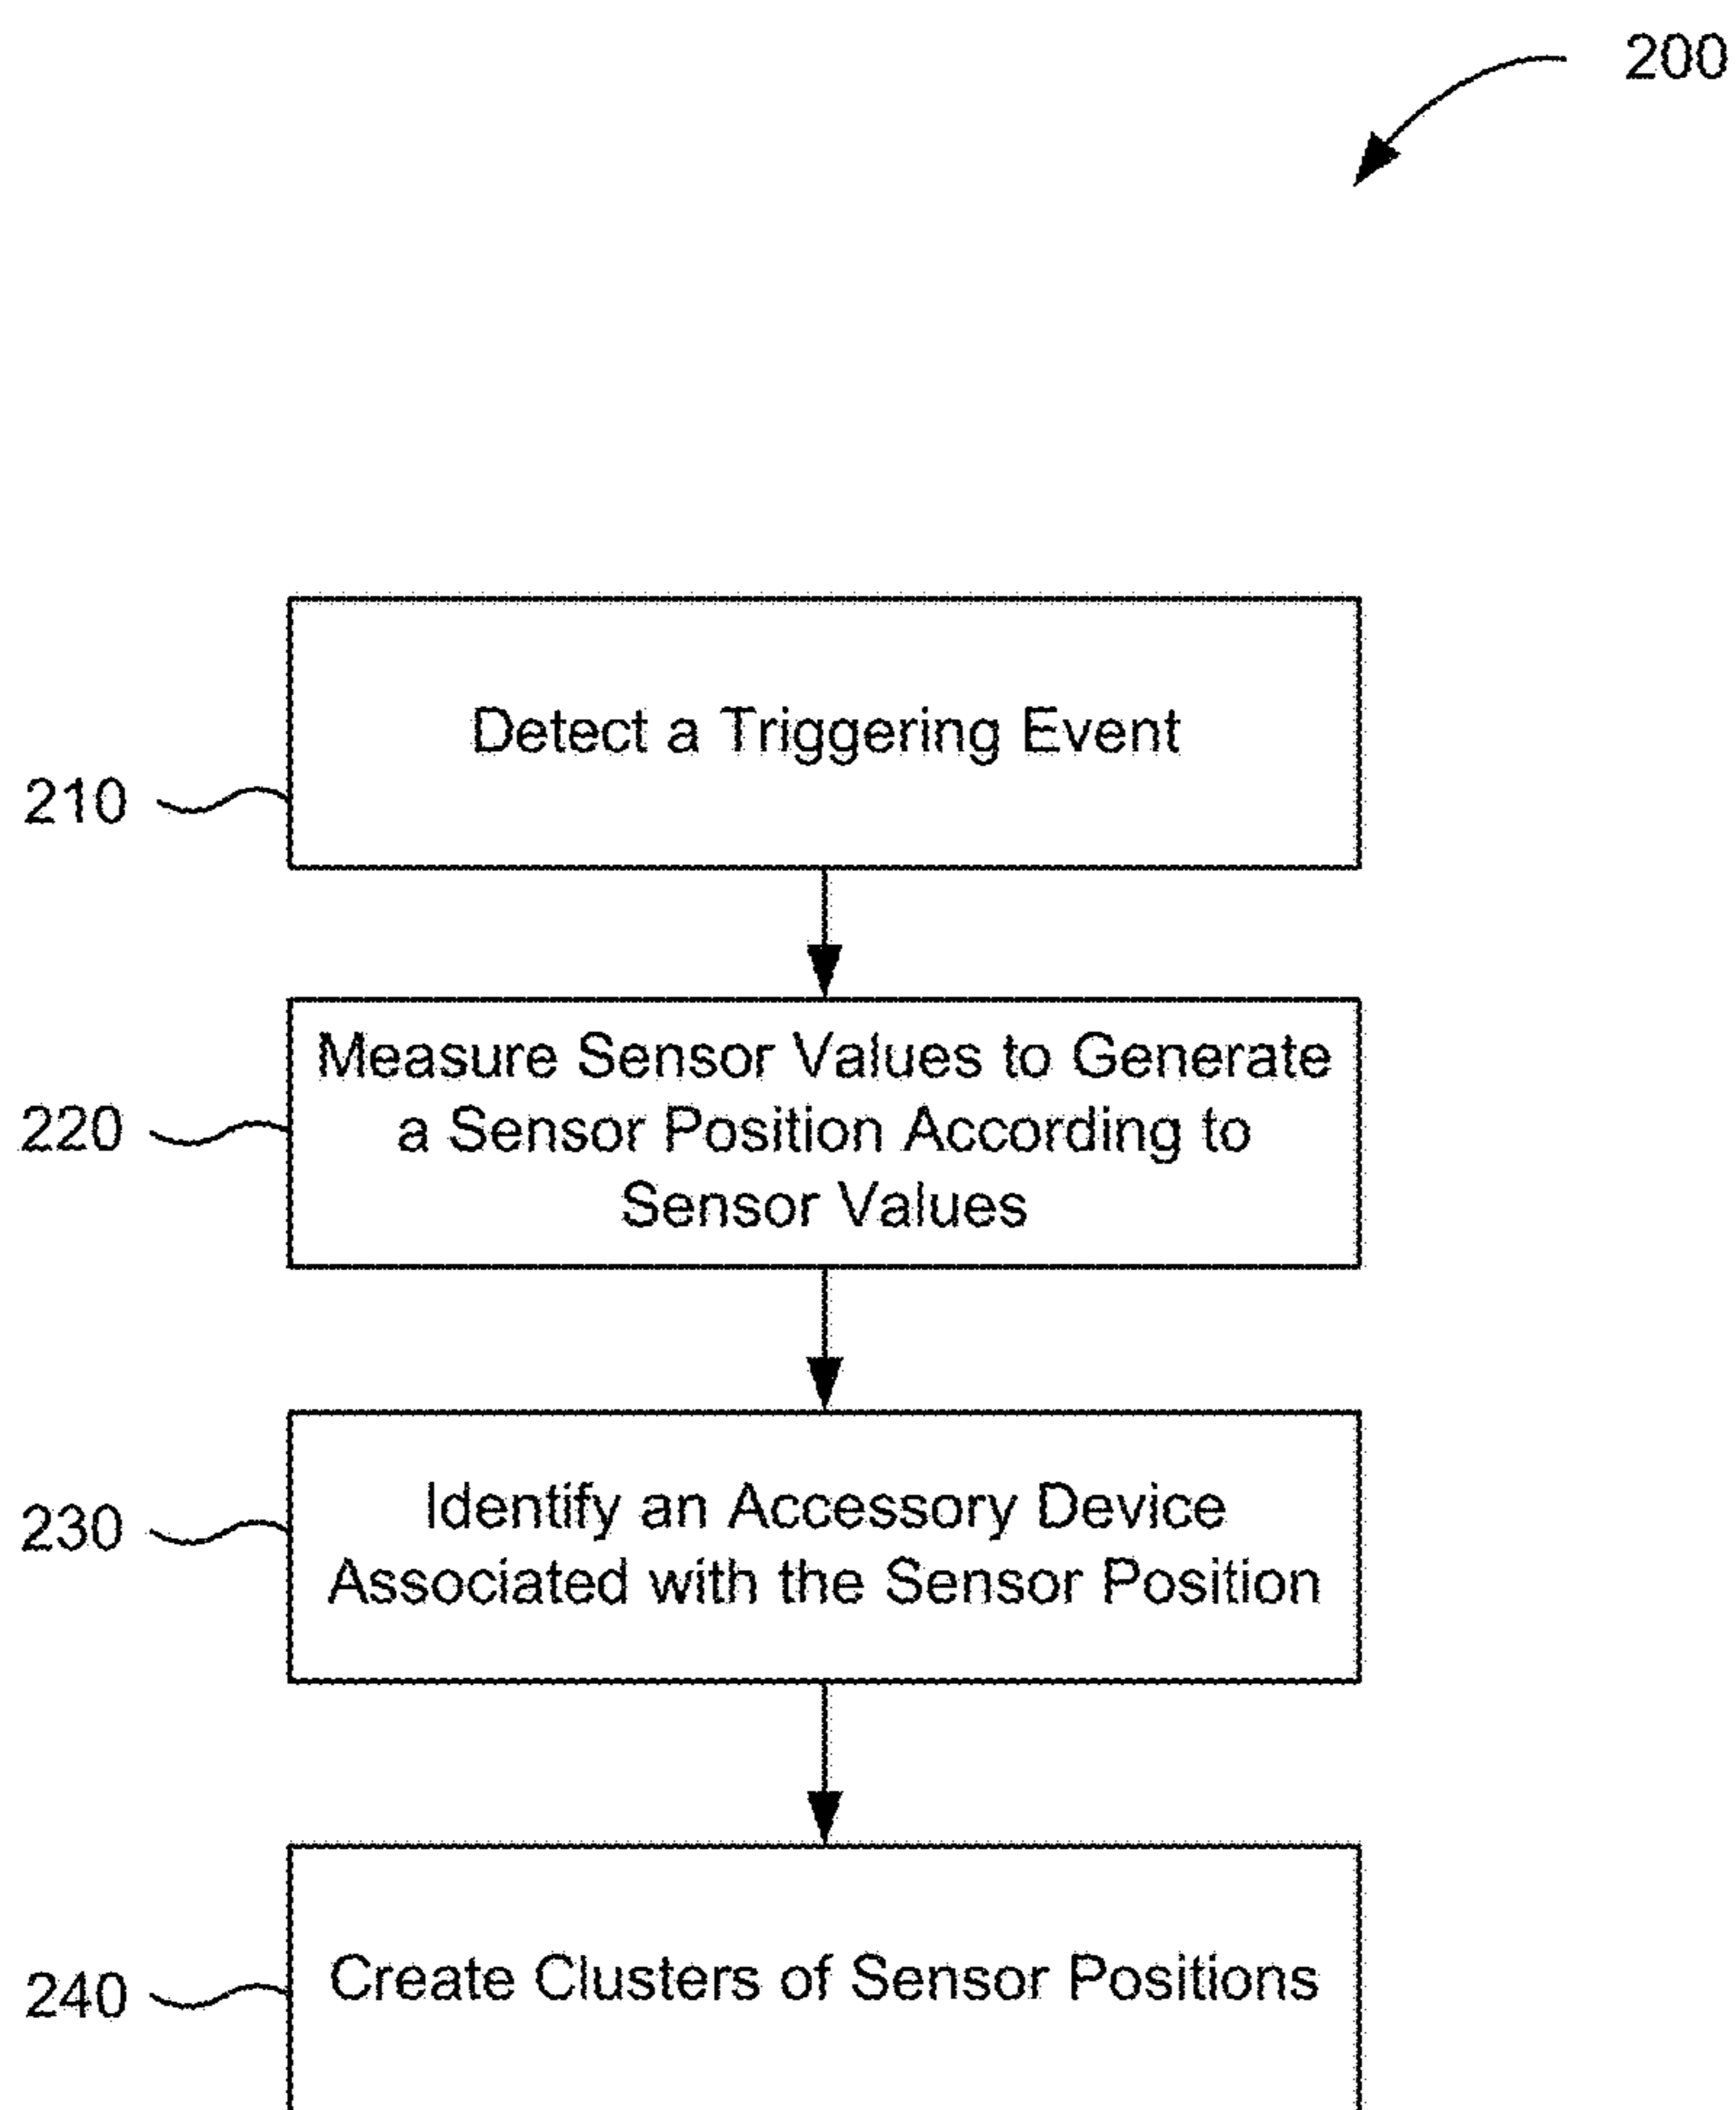 200
Detect a Triggering Event
210
Measure Sensor Values to Generate
a Sensor Position According to
Sensor Values
220
Identify an Accessory Device
Associated with the Sensor Position
230
Create Clusters of Sensor Positions
240